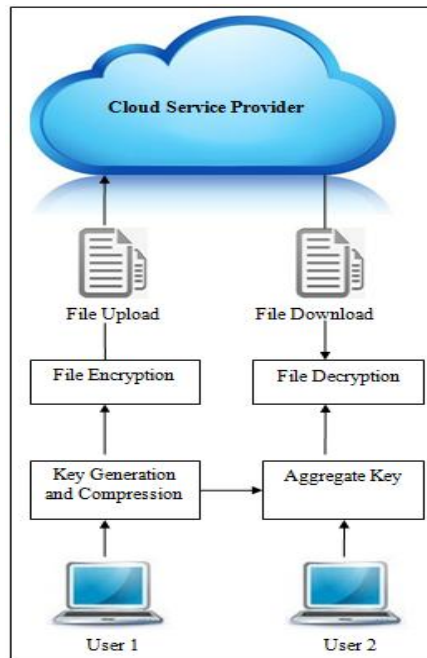 Cloud Service Provider
File Upload
File Download
File Encryption
File Decryption
Key Generation
and Compression
Aggregate Key
User 1
User 2